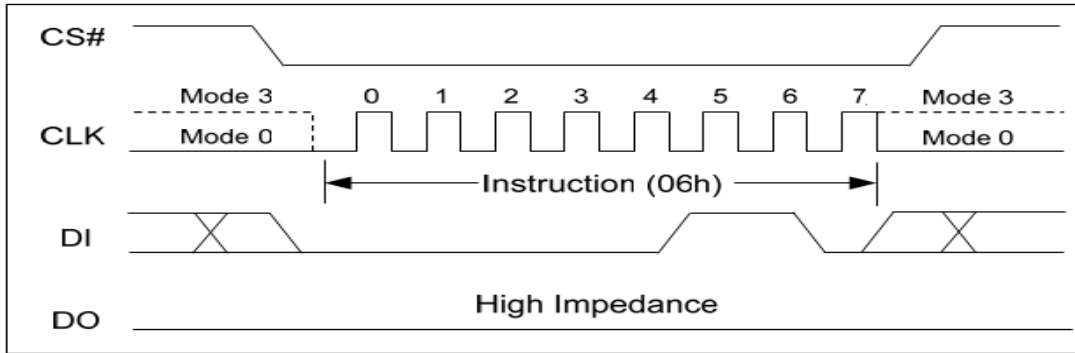 CS#
Mode 3 0 1 2 3 4 5 6 7 Mode 3
CLK Mode 0 Mode 0
Instruction (06h)
DI
High Impedance
DO